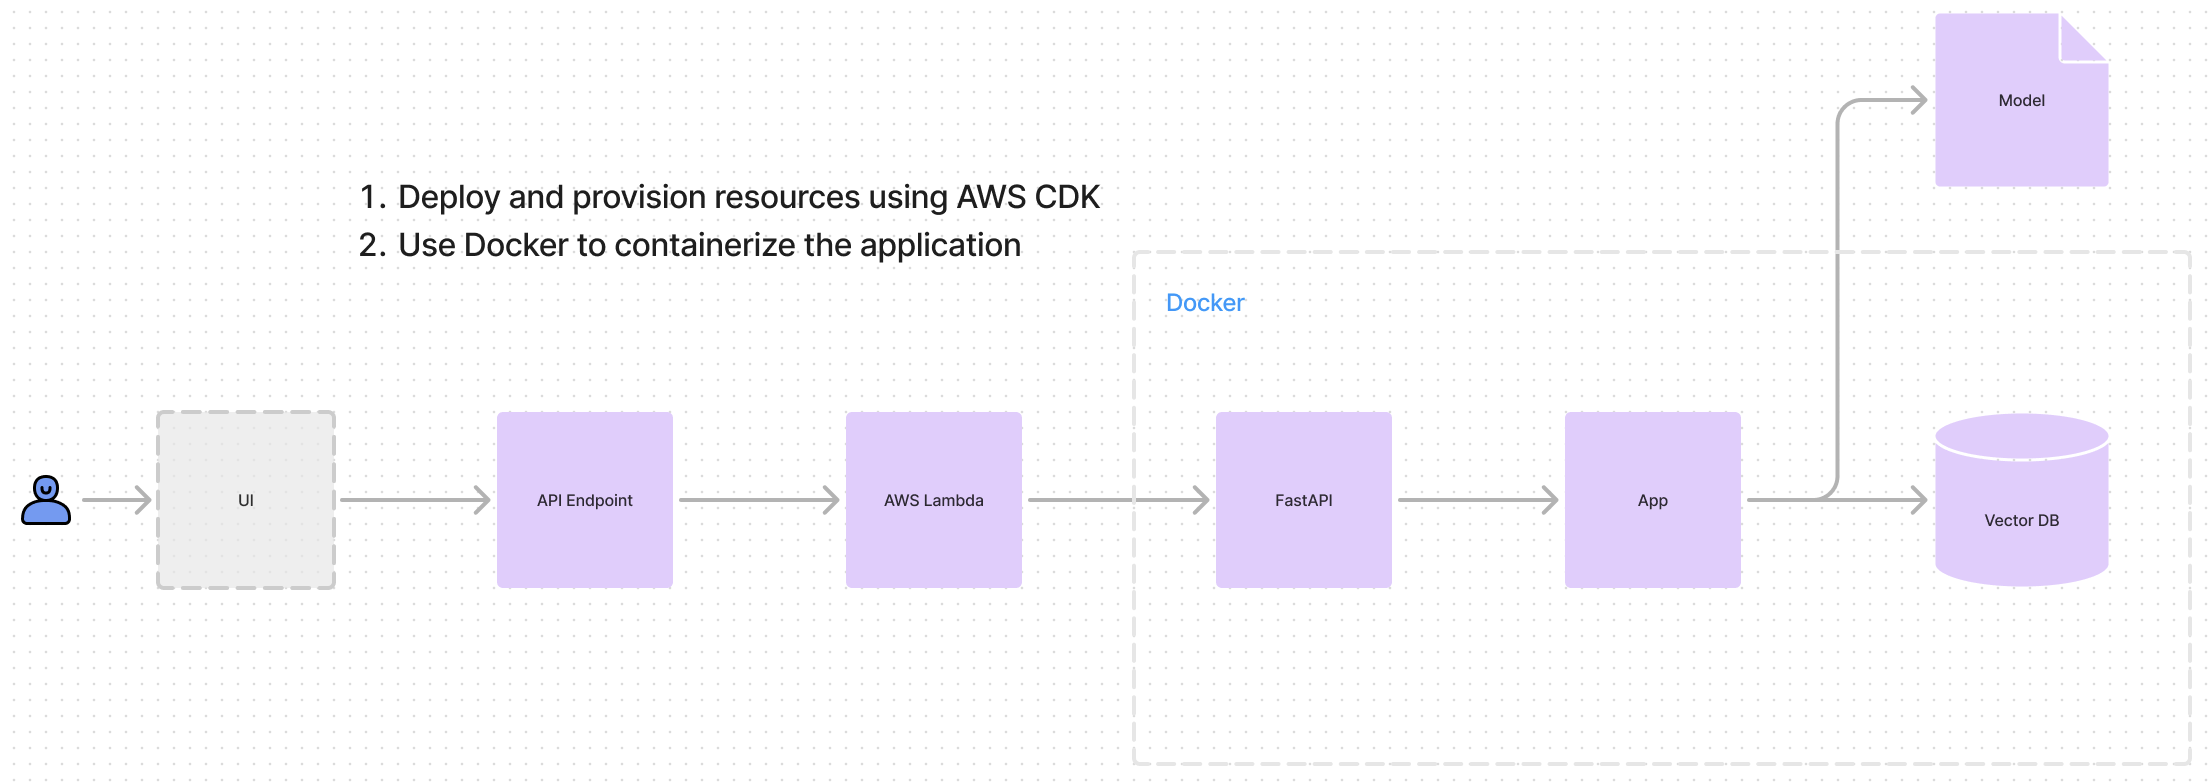 Model
1. Deploy and provision resources using AWS CDK
2. Use Docker to containerize the application
Docker
UI
API Endpoint
AWS Lambda
FastAPI
App
Vector DB